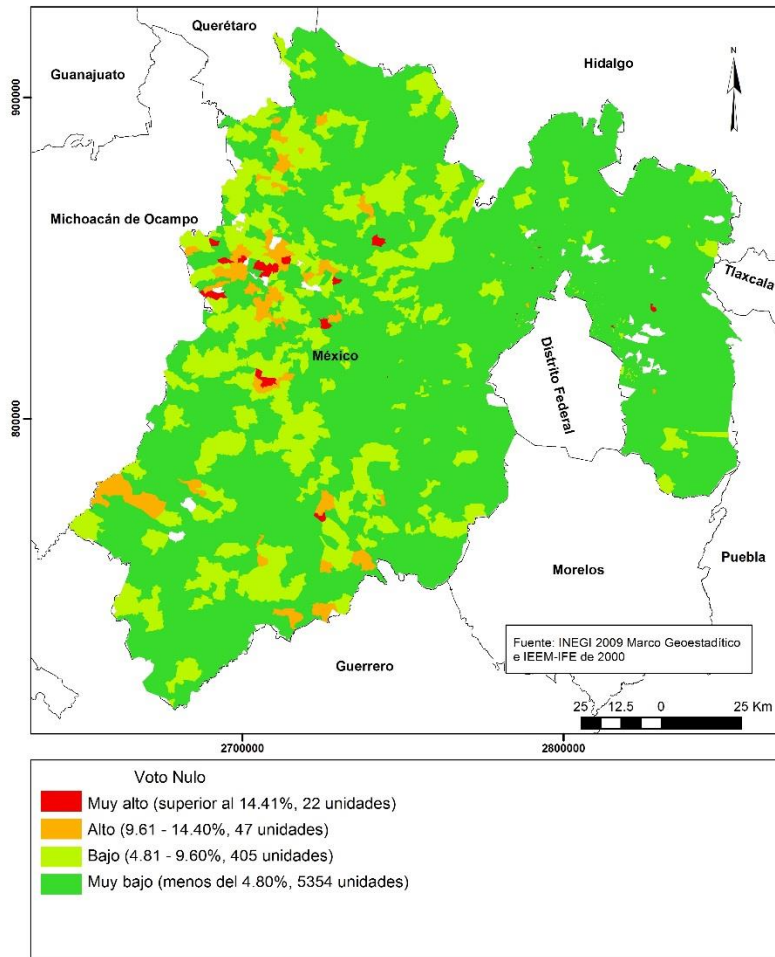 Querétaro
Guanajuato
Hidalgo
N
900000
Michoacán de Ocampo
Tlaxcala
México
Distrito Federal
800000
Morelos
Puebla
Fuente: INEGI 2009 Marco Geoestadítico
e IEEM-IFE de 2000
Guerrero
25 12.5 0 25 Km
2700000 2800000
Voto Nulo
Muy alto (superior al 14.41%, 22 unidades)
Alto (9.61 - 14.40%, 47 unidades)
Bajo (4.81 - 9.60%, 405 unidades)
Muy bajo (menos del 4.80%, 5354 unidades)